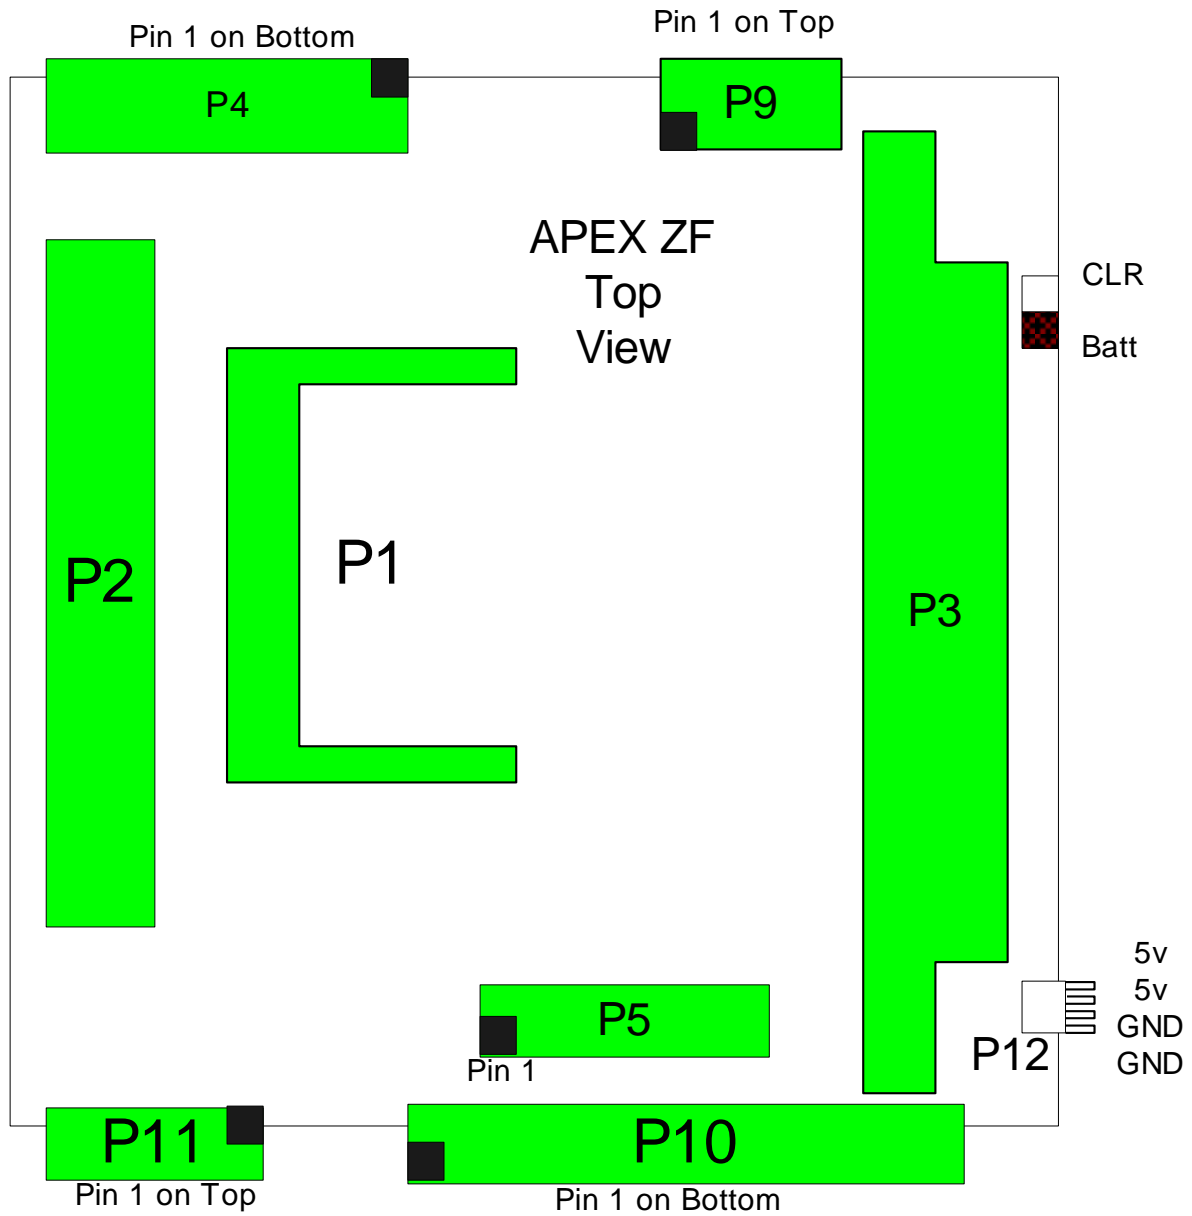 Pin 1 on Bottom
Pin 1 on Top
P4
P9
APEX ZF
Top
View
CLR
Batt
P2
P1
P3
5v
5v
GND
GND
P12
P5
Pin 1
P11
P10
Pin 1 on Top
Pin 1 on Bottom